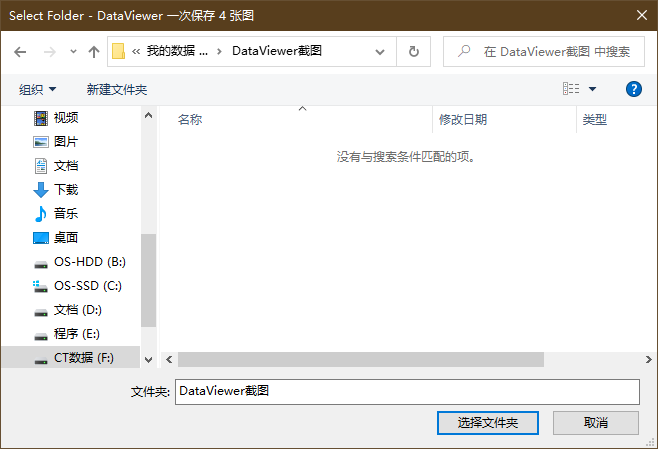 Select Folder - DataViewer 一次保存 4 张图
« 我的数据 ... › DataViewer截图
在 DataViewer截图 中搜索
组织 新建文件夹
名称 修改日期 类型
没有与搜索条件匹配的项。
视频
图片
文档
下载
音乐
桌面
OS-HDD (B:)
OS-SSD (C:)
文档 (D:)
程序 (E:)
CT数据 (F:)
文件夹: DataViewer截图
选择文件夹 取消